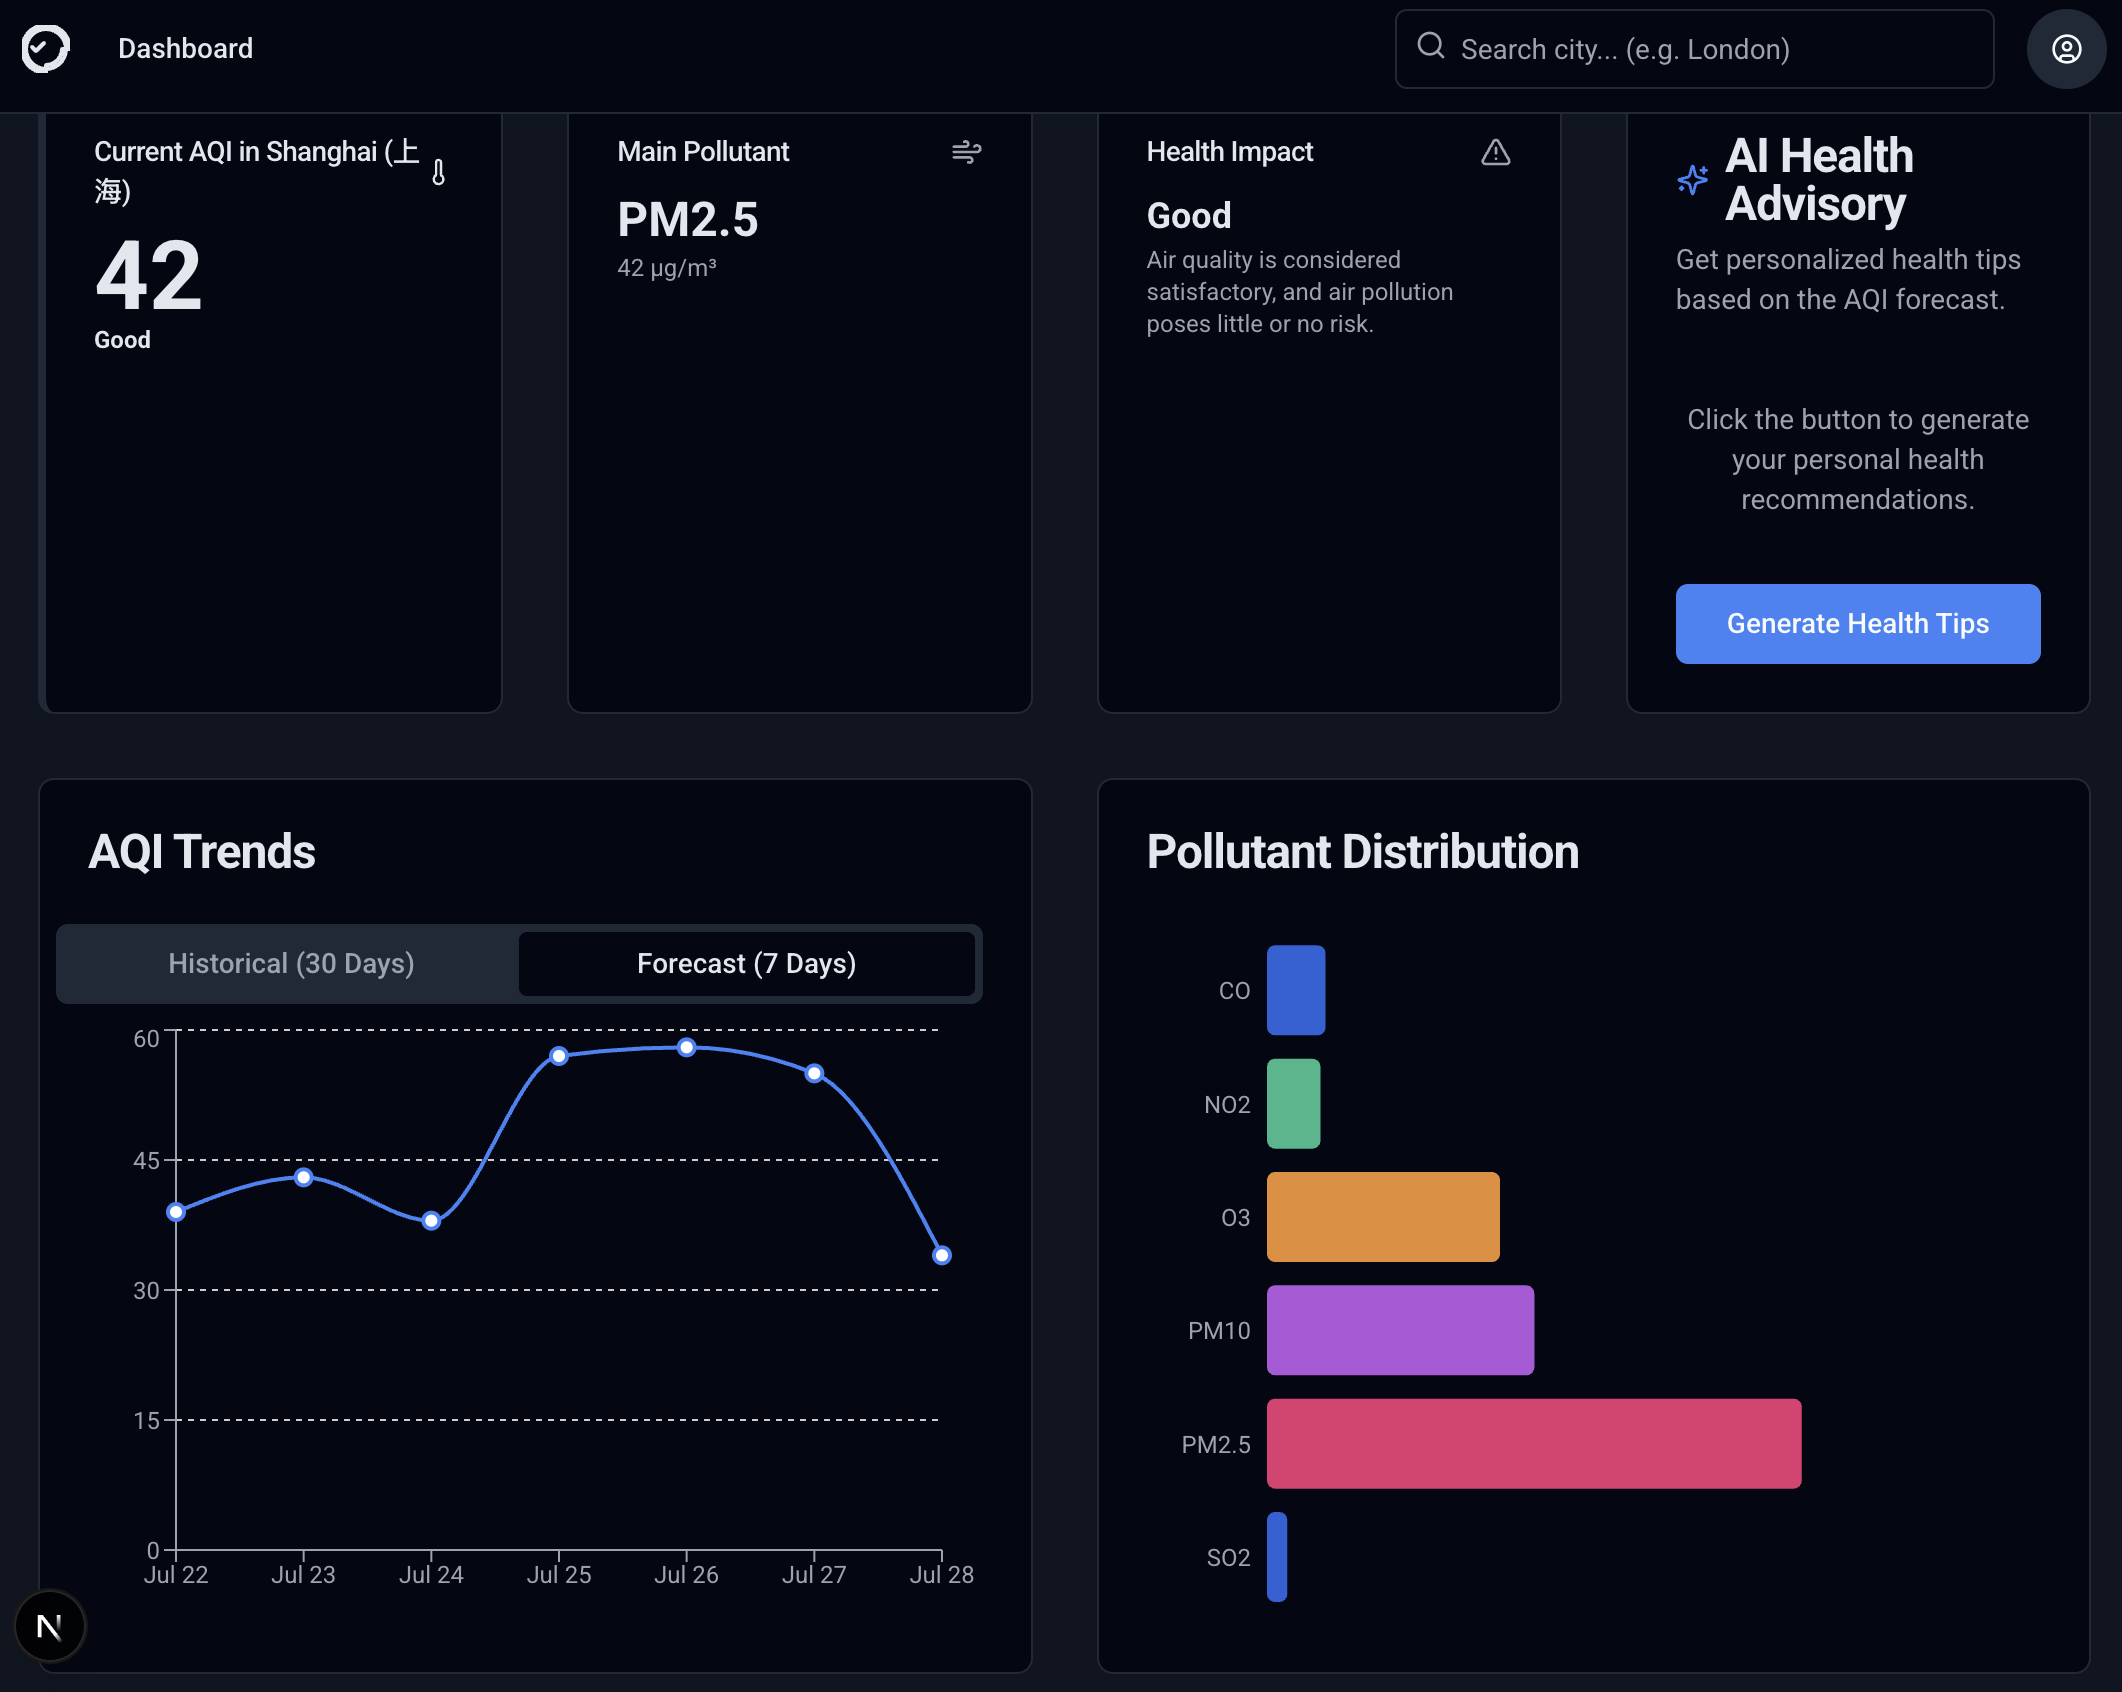 Dashboard
Search city... (e.g. London)
Current AQI in Shanghai (上
海)
42
Good
Main Pollutant
PM2.5
42 µg/m³
Health Impact
Good
Air quality is considered
satisfactory, and air pollution
poses little or no risk.
AI Health
Advisory
Get personalized health tips
based on the AQI forecast.
Click the button to generate
your personal health
recommendations.
Generate Health Tips
AQI Trends
Historical (30 Days)
Forecast (7 Days)
60
45
30
15
0
Jul 22
Jul 23
Jul 24
Jul 25
Jul 26
Jul 27
Jul 28
N
Pollutant Distribution
CO
NO2
O3
PM10
PM2.5
SO2